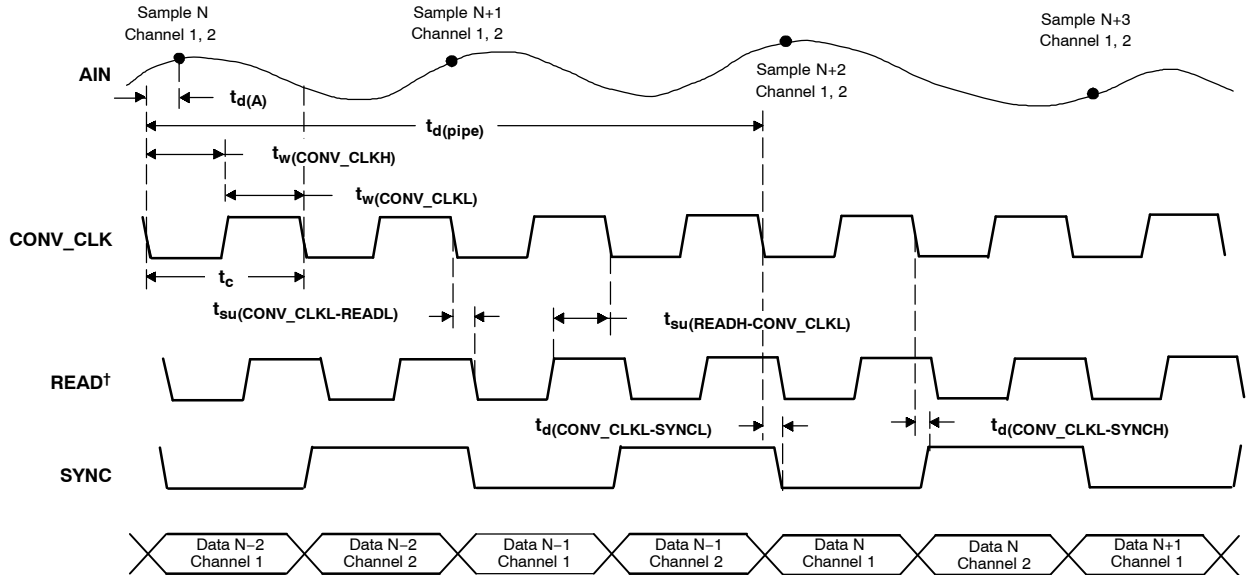 Sample N
Channel 1, 2
Sample N+1
Channel 1, 2
Sample N+3
Channel 1, 2
AIN
Sample N+2
Channel 1, 2
td(A)
td(pipe)
tw(CONV_CLKH)
tw(CONV_CLKL)
CONV_CLK
tc
tsu(CONV_CLKL-READL)
tsu(READH-CONV_CLKL)
READ†
td(CONV_CLKL-SYNCL)
td(CONV_CLKL-SYNCH)
SYNC
Data N−2
Channel 1
Data N−2
Channel 2
Data N−1
Channel 1
Data N−1
Channel 2
Data N
Channel 1
Data N
Channel 2
Data N+1
Channel 1